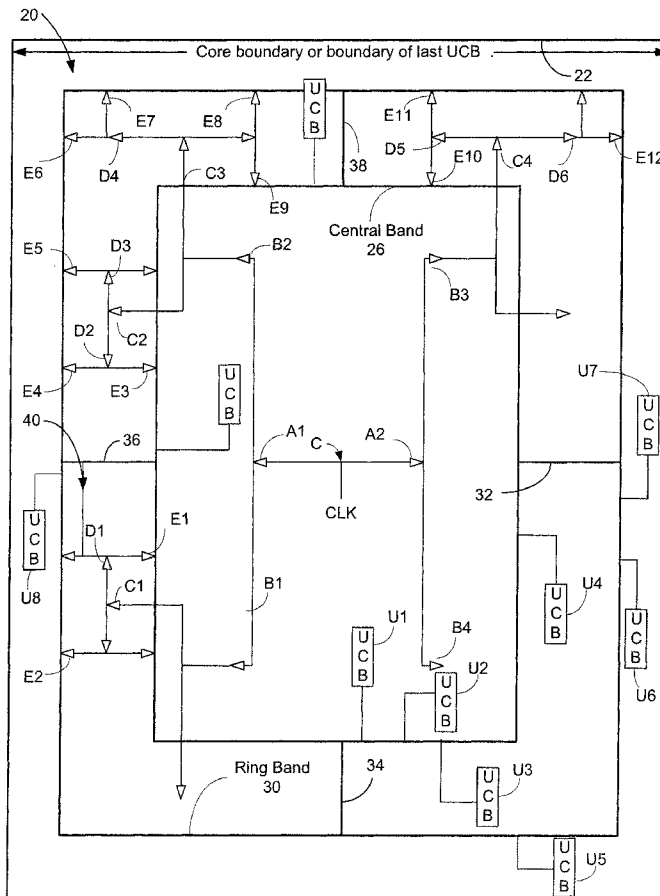 20
Core boundary or boundary of last UCB
22
E7
E8
UCB
E11
E6
D4
38
D5
D6
E10
C4
E12
C3
E9
Central Band
26
B2
B3
E5
D3
C2
D2
E4
E3
UCB
U7
UCB
40
36
A1
C
A2
CLK
32
UCB
U8
D1
E1
C1
B1
U4
UCB
U1
UCB
B4
U2
UCB
UCB
U6
E2
Ring Band
30
34
U3
UCB
U5
UCB